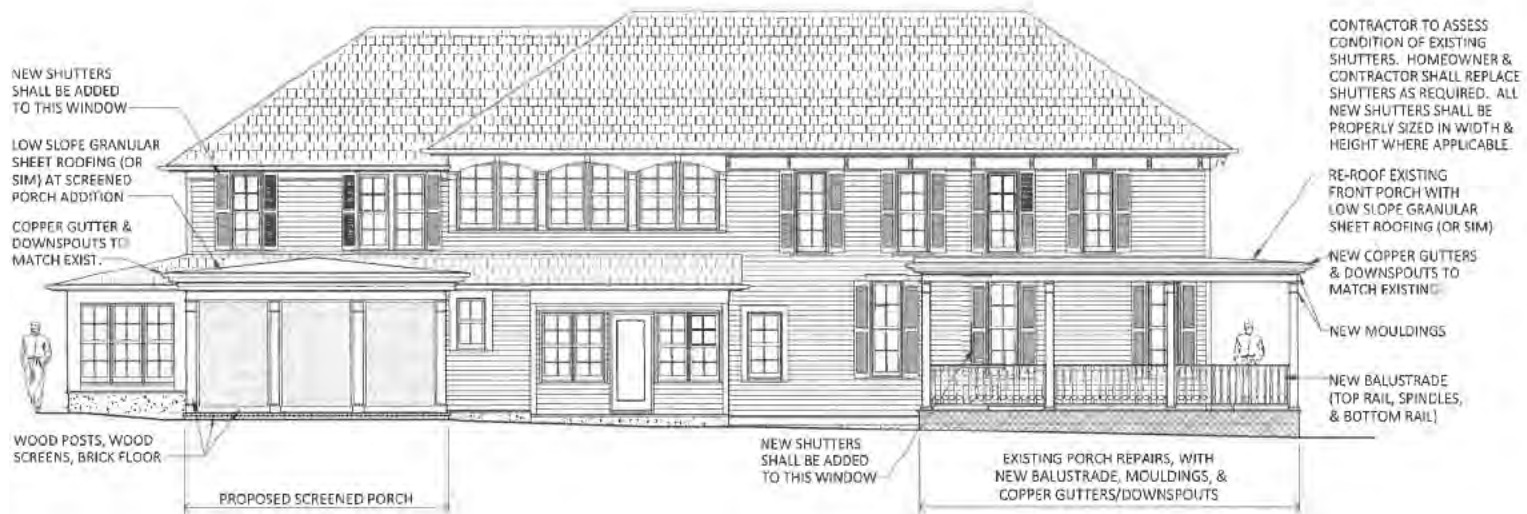 NEW SHUTTERS
SHALL BE ADDED
TO THIS WINDOW
LOW SLOPE GRANULAR
SHEET ROOFING (OR
SIM) AT SCREENED
PORCH ADDITION
COPPER GUTTER &
DOWNSPOUTS TO
MATCH EXIST.
WOOD POSTS, WOOD
SCREENS, BRICK FLOOR
PROPOSED SCREENED PORCH
NEW SHUTTERS
SHALL BE ADDED
TO THIS WINDOW
EXISTING PORCH REPAIRS, WITH
NEW BALUSTRADE, MOULDINGS, &
COPPER GUTTERS/DOWNSPOUTS
CONTRACTOR TO ASSESS
CONDITION OF EXISTING
SHUTTERS. HOMEOWNER &
CONTRACTOR SHALL REPLACE
SHUTTERS AS REQUIRED. ALL
NEW SHUTTERS SHALL BE
PROPERLY SIZED IN WIDTH &
HEIGHT WHERE APPLICABLE
RE-ROOF EXISTING
FRONT PORCH WITH
LOW SLOPE GRANULAR
SHEET ROOFING (OR SIM)
NEW COPPER GUTTERS
& DOWNSPOUTS TO
MATCH EXISTING
NEW MOULDINGS
NEW BALUSTRADE
(TOP RAIL, SPINDLES,
& BOTTOM RAIL)